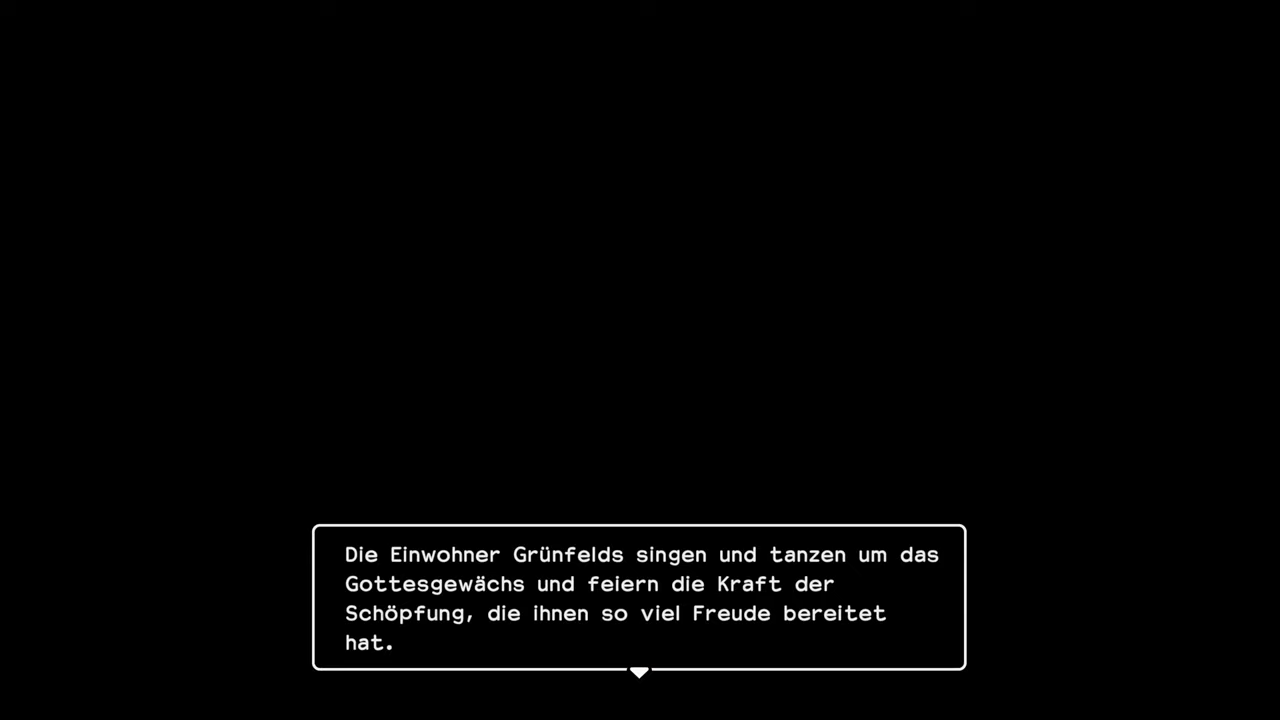 Die Einwohner Grünfelds singen und tanzen um das
Gottesgewächs und feiern die Kraft der
Schöpfung, die ihnen so viel Freude bereitet
hat.